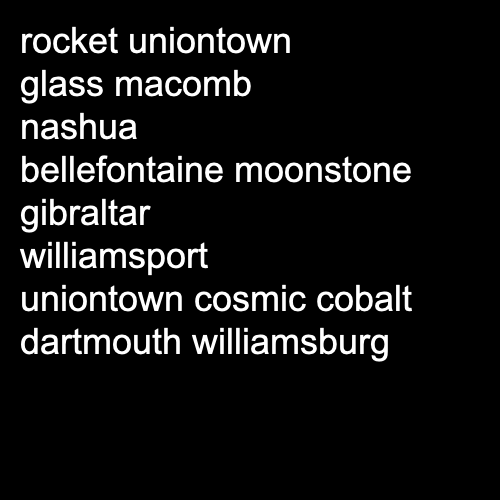 rocket uniontown
glass macomb
nashua
bellefontaine moonstone
gibraltar
williamsport
uniontown cosmic cobalt
dartmouth williamsburg